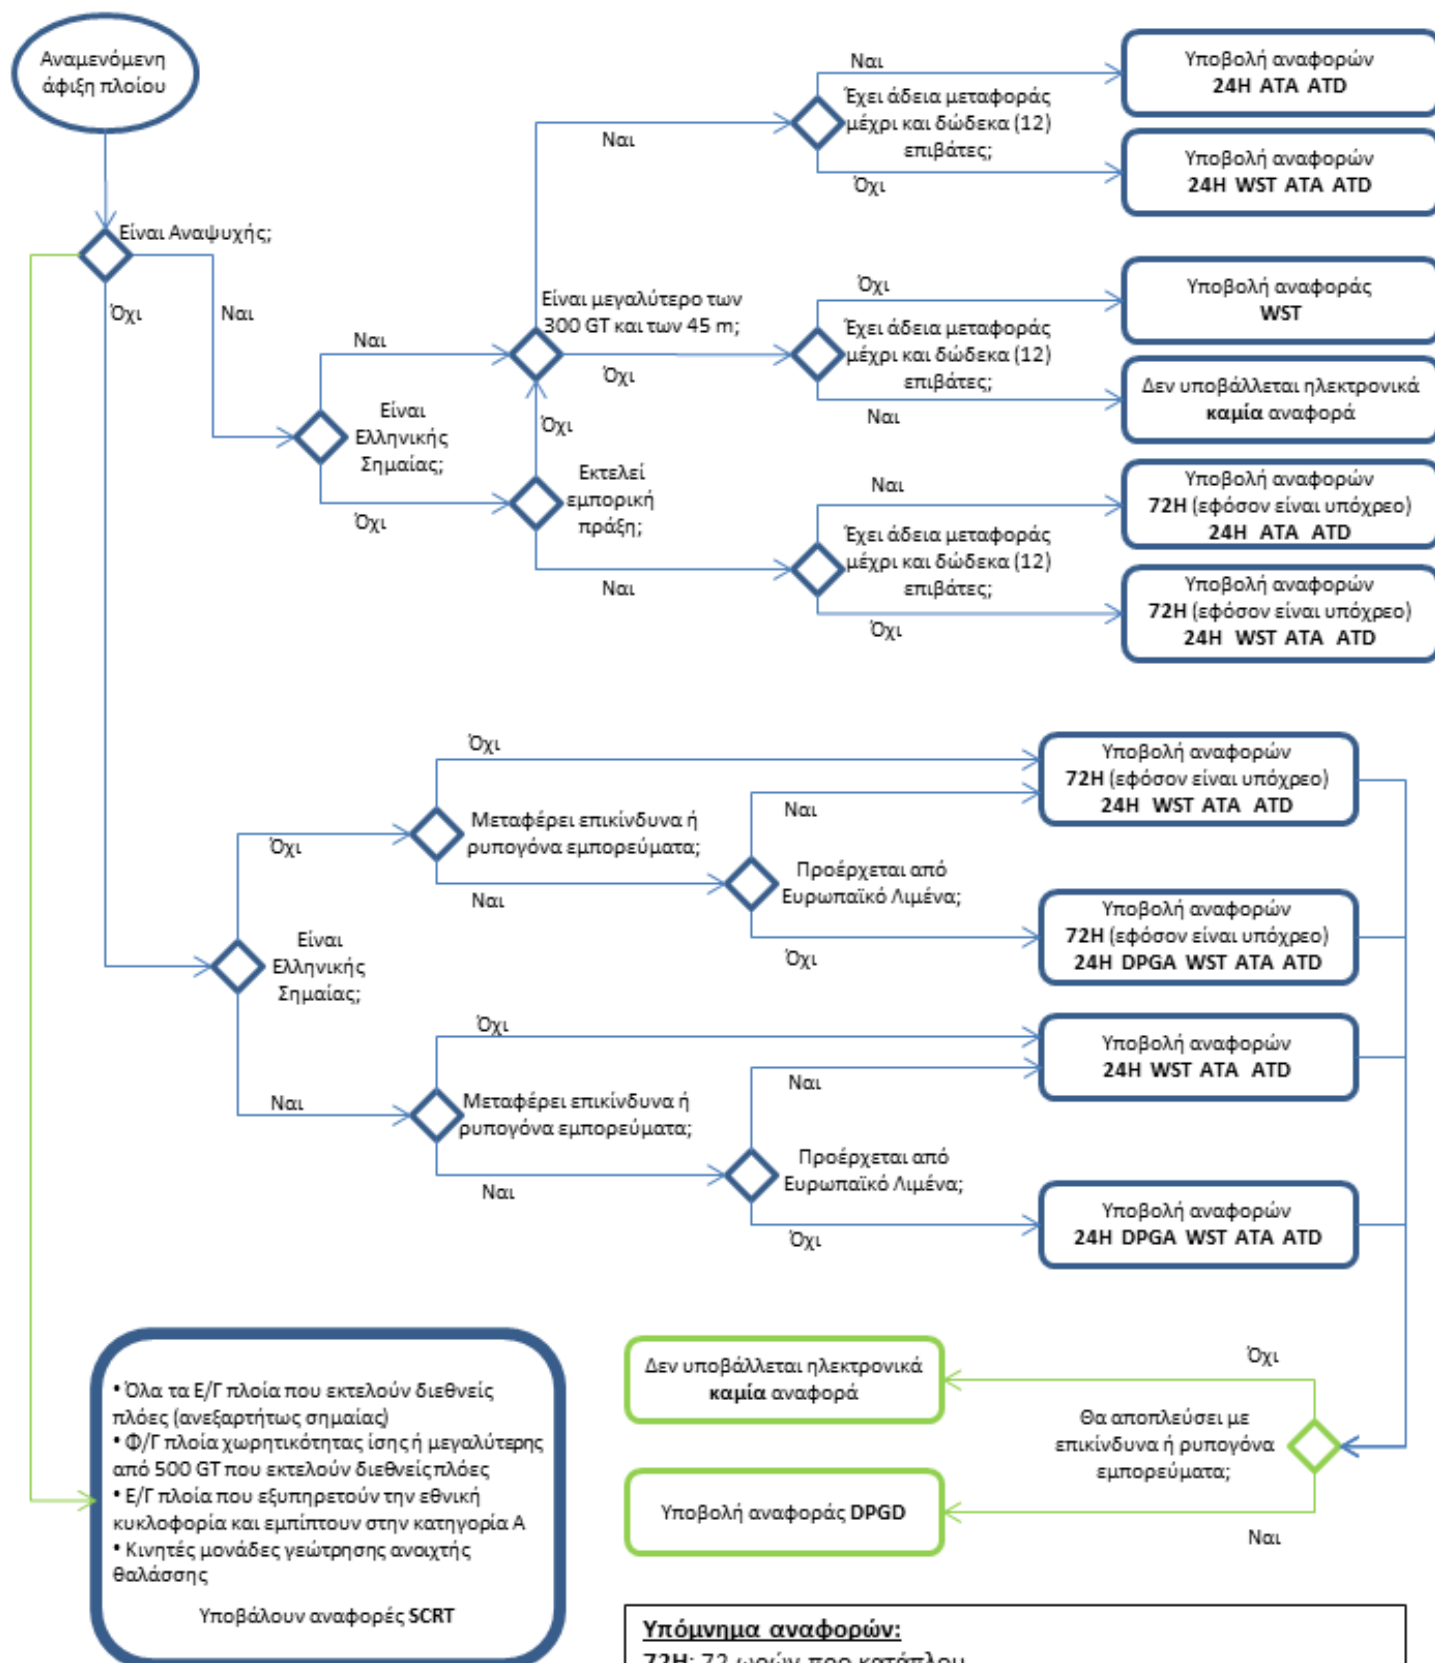 Αναμενόμενη
άφιξη πλοίου
Είναι Αναψυχής;
Όχι
Ναι
Είναι
Ελληνικής
Σημαίας;
Ναι
Όχι
Είναι μεγαλύτερο των
300 GT και των 45 m;
Ναι
Όχι
Εκτελεί
εμπορική
πράξη;
Όχι
Ναι
Έχει άδεια μεταφοράς
μέχρι και δώδεκα (12)
επιβάτες;
Ναι
Όχι
Υποβολή αναφορών
24H ATA ATD
Υποβολή αναφορών
24H WST ATA ATD
Έχει άδεια μεταφοράς
μέχρι και δώδεκα (12)
επιβάτες;
Όχι
Ναι
Υποβολή αναφοράς
WST
Δεν υποβάλλεται ηλεκτρονικά
καμία αναφορά
Έχει άδεια μεταφοράς
μέχρι και δώδεκα (12)
επιβάτες;
Ναι
Όχι
Υποβολή αναφορών
72H (εφόσον είναι υπόχρεο)
24H ATA ATD
Υποβολή αναφορών
72H (εφόσον είναι υπόχρεο)
24H WST ATA ATD
Είναι
Ελληνικής
Σημαίας;
Όχι
Ναι
Μεταφέρει επικίνδυνα ή
ρυπογόνα εμπορεύματα;
Όχι
Ναι
Προέρχεται από
Ευρωπαϊκό Λιμένα;
Ναι
Όχι
Υποβολή αναφορών
72H (εφόσον είναι υπόχρεο)
24H WST ATA ATD
Υποβολή αναφορών
72H (εφόσον είναι υπόχρεο)
24H DPGA WST ATA ATD
Μεταφέρει επικίνδυνα ή
ρυπογόνα εμπορεύματα;
Όχι
Ναι
Προέρχεται από
Ευρωπαϊκό Λιμένα;
Ναι
Όχι
Υποβολή αναφορών
24H WST ATA ATD
Υποβολή αναφορών
24H DPGA WST ATA ATD
• Όλα τα Ε/Γ πλοία που εκτελούν διεθνείς
πλόες (ανεξαρτήτως σημαίας)
• Φ/Γ πλοία χωρητικότητας ίσης ή μεγαλύτερης
από 500 GT που εκτελούν διεθνείς πλόες
• Ε/Γ πλοία που εξυπηρετούν την εθνική
κυκλοφορία και εμπίπτουν στην κατηγορία Α
• Κινητές μονάδες γεώτρησης ανοιχτής
θαλάσσης
Υποβάλουν αναφορές SCRT
Θα αποπλεύσει με
επικίνδυνα ή ρυπογόνα
εμπορεύματα;
Όχι
Ναι
Δεν υποβάλλεται ηλεκτρονικά
καμία αναφορά
Υποβολή αναφοράς DPGD
Υπόμνημα αναφορών:
72H: 72 ωρών προ κατάπλου